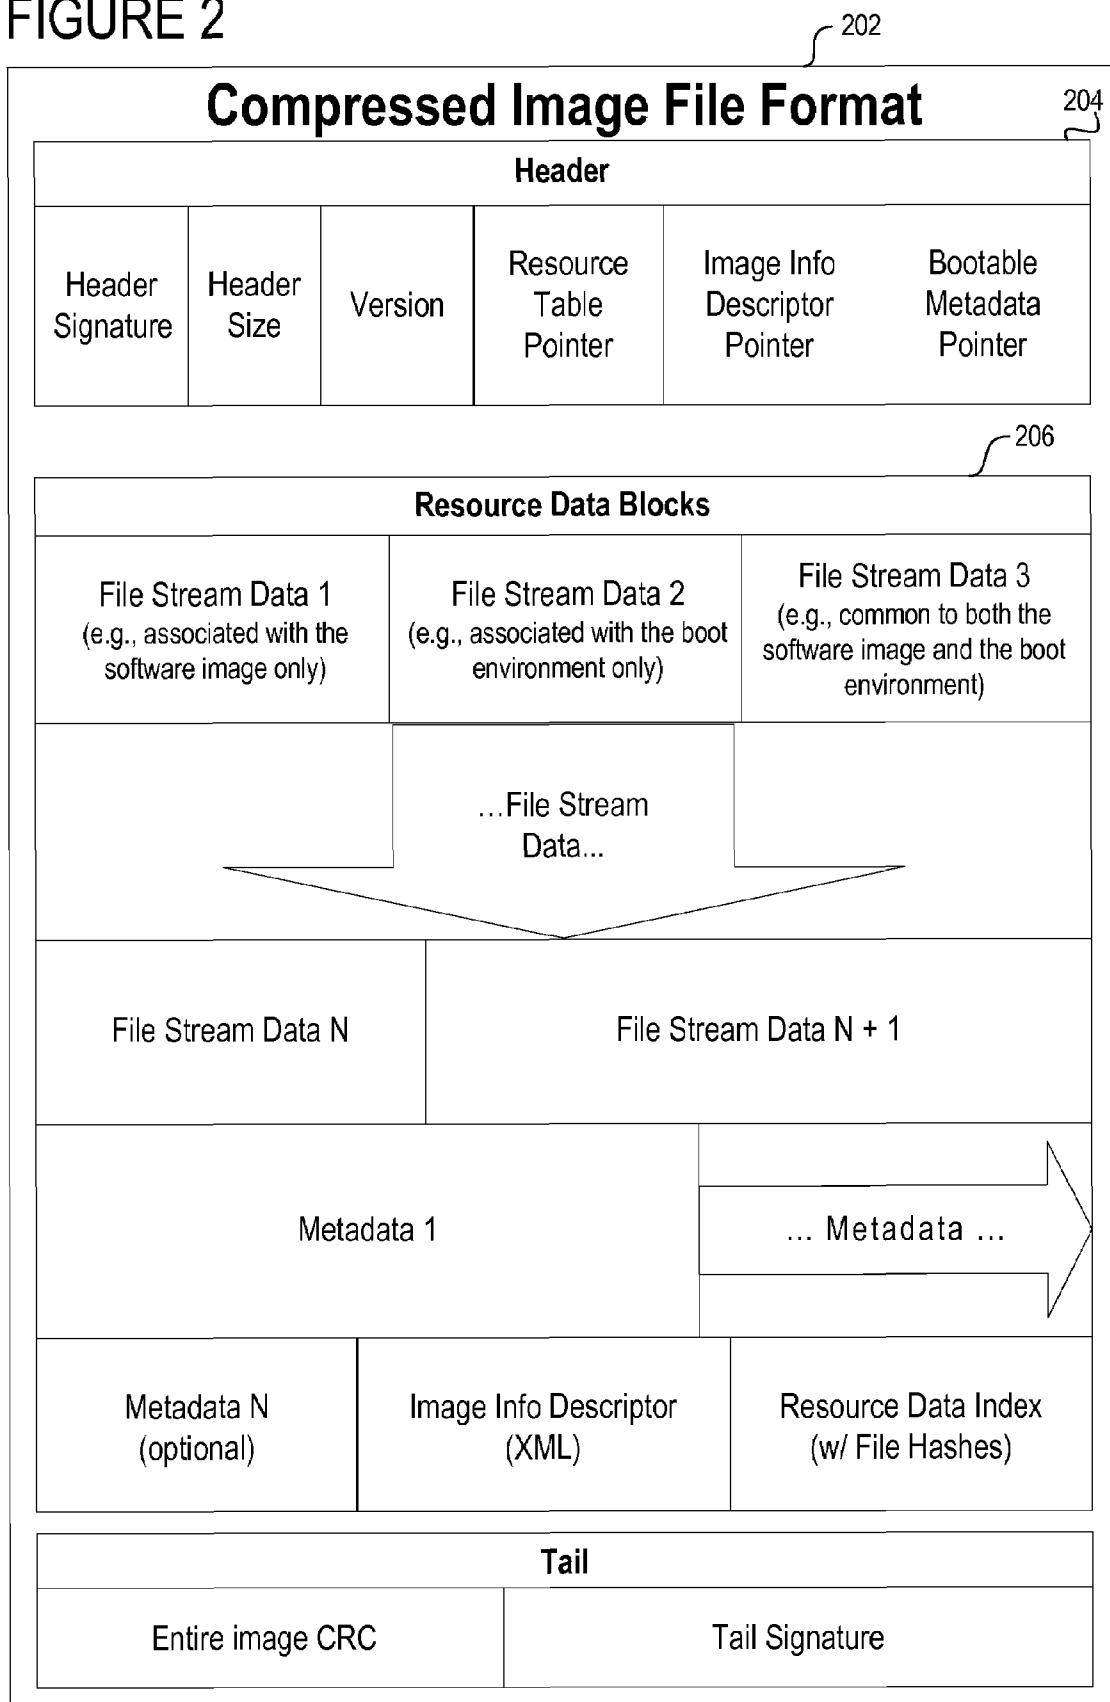 FIGURE 2
202
Compressed Image File Format
204
Header
Header
Signature
Header
Size
Version
Resource
Table
Pointer
Image Info
Descriptor
Pointer
Bootable
Metadata
Pointer
206
Resource Data Blocks
File Stream Data 1
(e.g., associated with the
software image only)
File Stream Data 2
(e.g., associated with the boot
environment only)
File Stream Data 3
(e.g., common to both the
software image and the boot
environment)
...File Stream
Data...
File Stream Data N
File Stream Data N + 1
Metadata 1
... Metadata ...
Metadata N
(optional)
Image Info Descriptor
(XML)
Resource Data Index
(w/ File Hashes)
Tail
Entire image CRC
Tail Signature